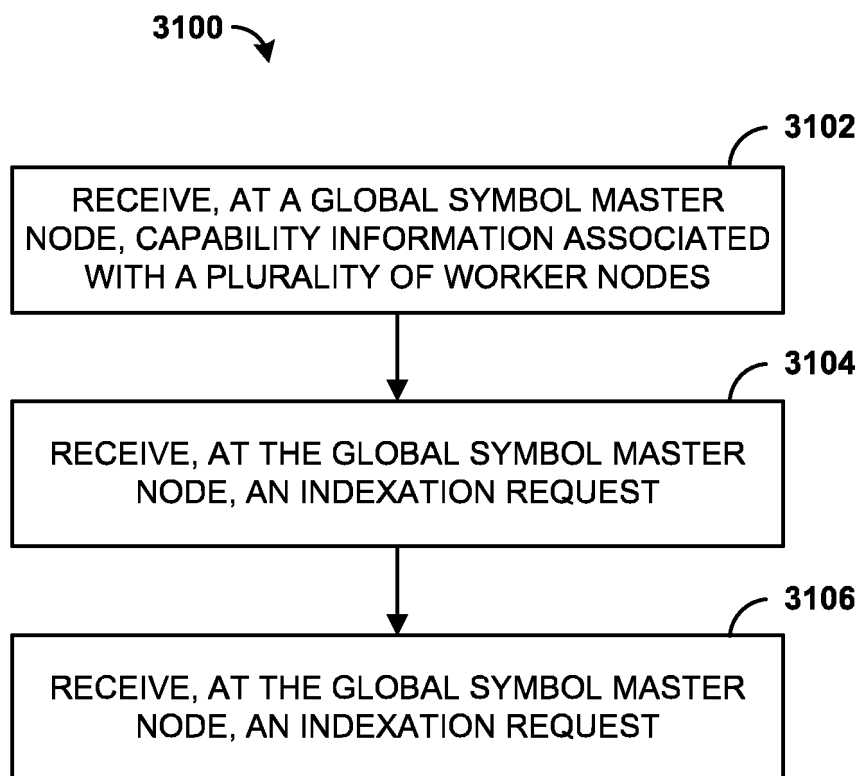 3100
3102
RECEIVE, AT A GLOBAL SYMBOL MASTER
NODE, CAPABILITY INFORMATION ASSOCIATED
WITH A PLURALITY OF WORKER NODES
3104
RECEIVE, AT THE GLOBAL SYMBOL MASTER
NODE, AN INDEXATION REQUEST
3106
RECEIVE, AT THE GLOBAL SYMBOL MASTER
NODE, AN INDEXATION REQUEST